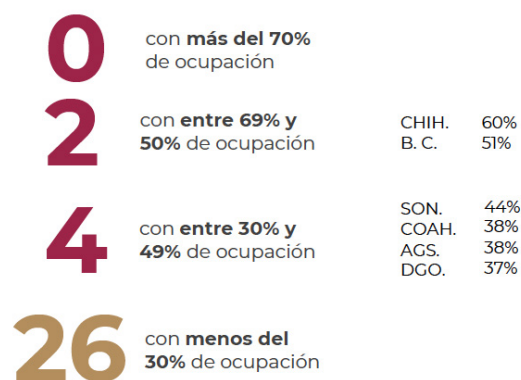 0
con más del 70%
de ocupación
2
con entre 69% y
50% de ocupación
CHIH. 60%
B. C. 51%
4
con entre 30% y
49% de ocupación
SON. 44%
COAH. 38%
AGS. 38%
DGO. 37%
26
con menos del
30% de ocupación